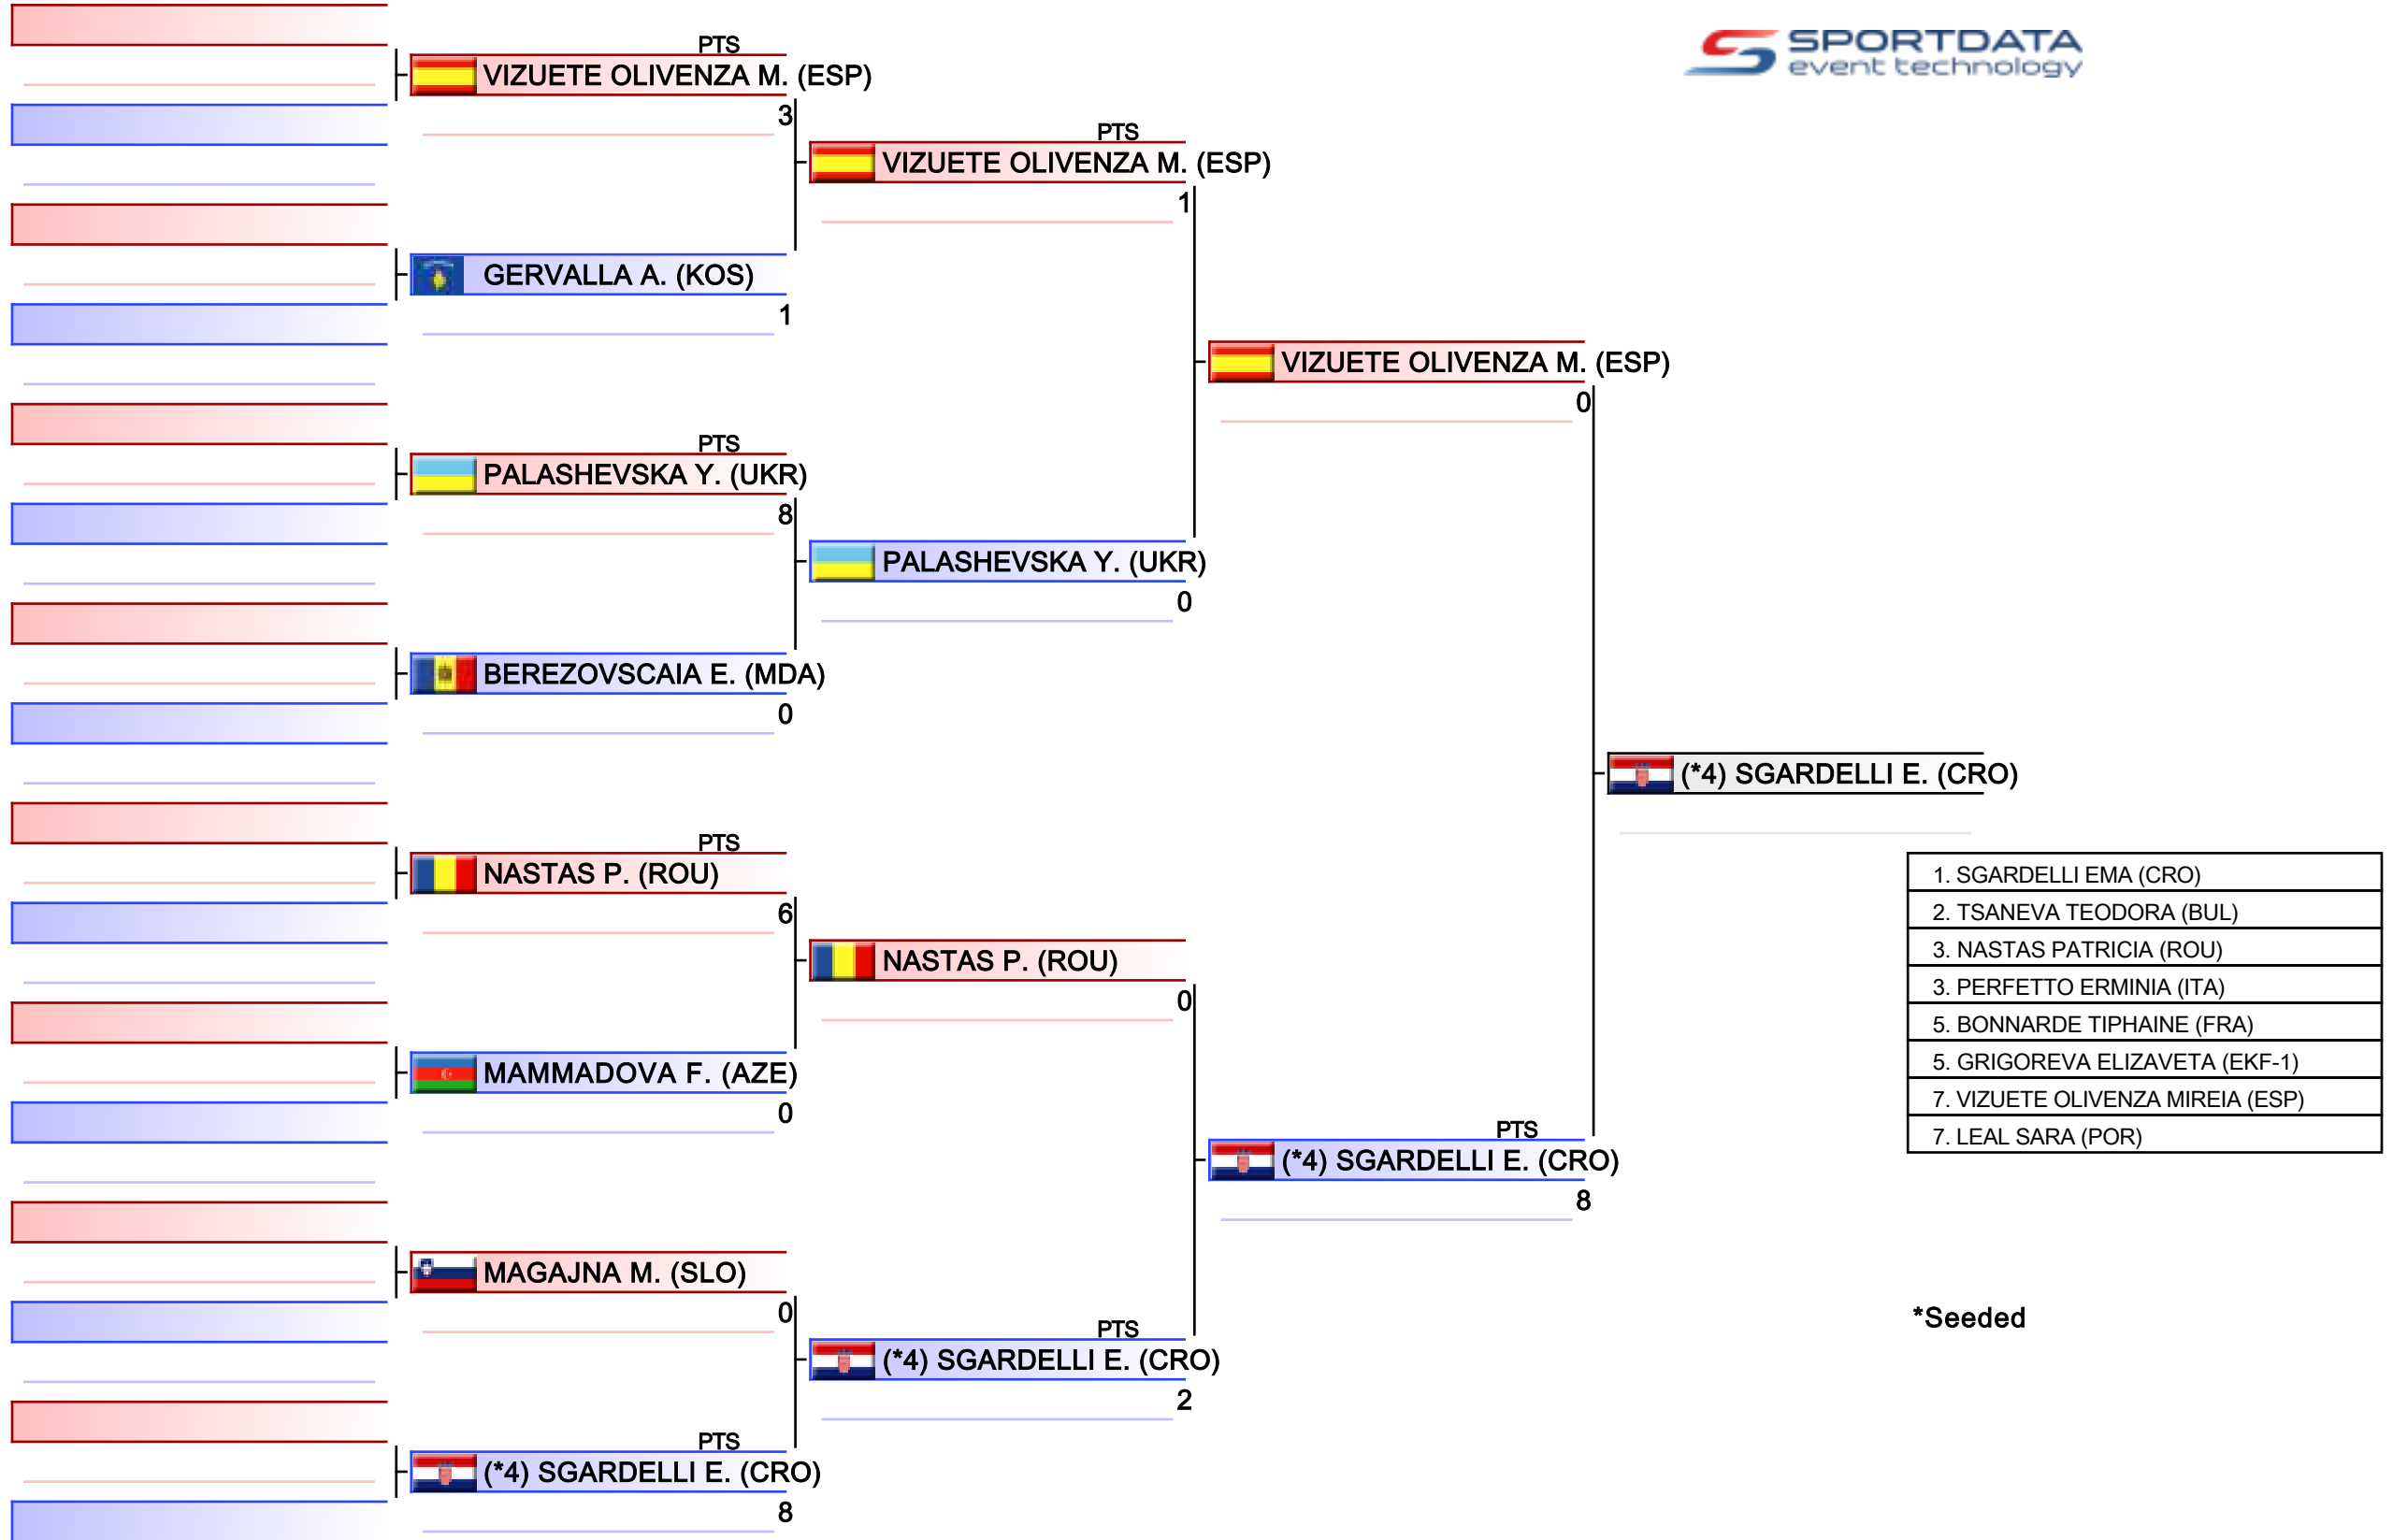 SPORTDATA
event technology
PTS
VIZUETE OLIVENZA M. (ESP)
3
PTS
VIZUETE OLIVENZA M. (ESP)
1
GERVALLA A. (KOS)
1
VIZUETE OLIVENZA M. (ESP)
0
PTS
PALASHEVSKA Y. (UKR)
8
PALASHEVSKA Y. (UKR)
0
BEREZOVSCAIA E. (MDA)
0
(*4) SGARDELLI E. (CRO)
PTS
NASTAS P. (ROU)
6
NASTAS P. (ROU)
0
MAMMADOVA F. (AZE)
0
PTS
(*4) SGARDELLI E. (CRO)
8
MAGAJNA M. (SLO)
0
PTS
(*4) SGARDELLI E. (CRO)
2
PTS
(*4) SGARDELLI E. (CRO)
8
1. SGARDELLI EMA (CRO)
2. TSANEVA TEODORA (BUL)
3. NASTAS PATRICIA (ROU)
3. PERFETTO ERMINIA (ITA)
5. BONNARDE TIPHAINE (FRA)
5. GRIGOREVA ELIZAVETA (EKF-1)
7. VIZUETE OLIVENZA MIREIA (ESP)
7. LEAL SARA (POR)
*Seeded